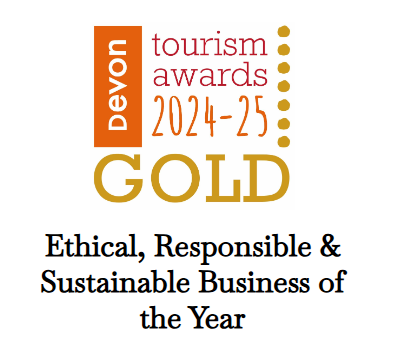 Devon
tourism
awards
2024-25
GOLD
Ethical, Responsible &
Sustainable Business of
the Year